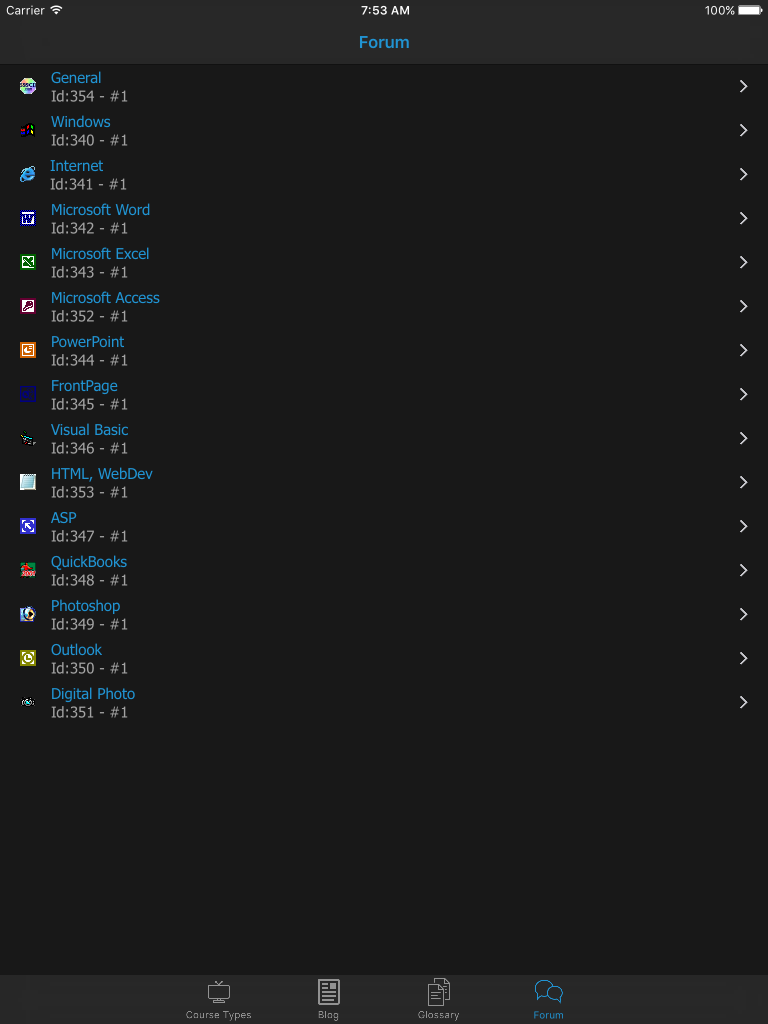 Carrier 7:53 AM 100%
Forum
General
Id:354 - #1
Windows
Id:340 - #1
Internet
Id:341 - #1
Microsoft Word
Id:342 - #1
Microsoft Excel
Id:343 - #1
Microsoft Access
Id:352 - #1
PowerPoint
Id:344 - #1
FrontPage
Id:345 - #1
Visual Basic
Id:346 - #1
HTML, WebDev
Id:353 - #1
ASP
Id:347 - #1
QuickBooks
Id:348 - #1
Photoshop
Id:349 - #1
Outlook
Id:350 - #1
Digital Photo
Id:351 - #1
Course Types Blog Glossary Forum